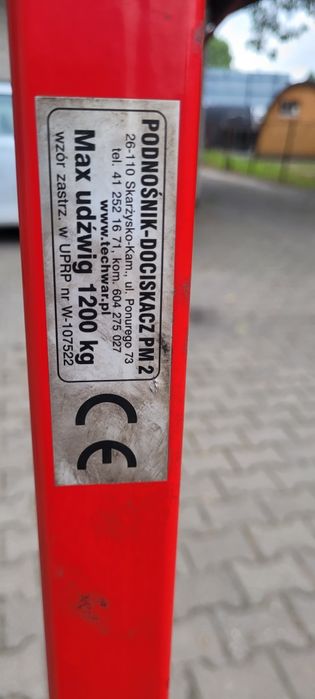 PODNOŚNIK-DOCISKACZ PM 2
26-110 Skarżysko-Kam., ul. Ponurego 73
tel. 41 252 16 71, kom. 604 275 027
www.techwar.pl
Max udźwig 1200 kg
wzór zastrz. w UPRP nr W-107522
CE